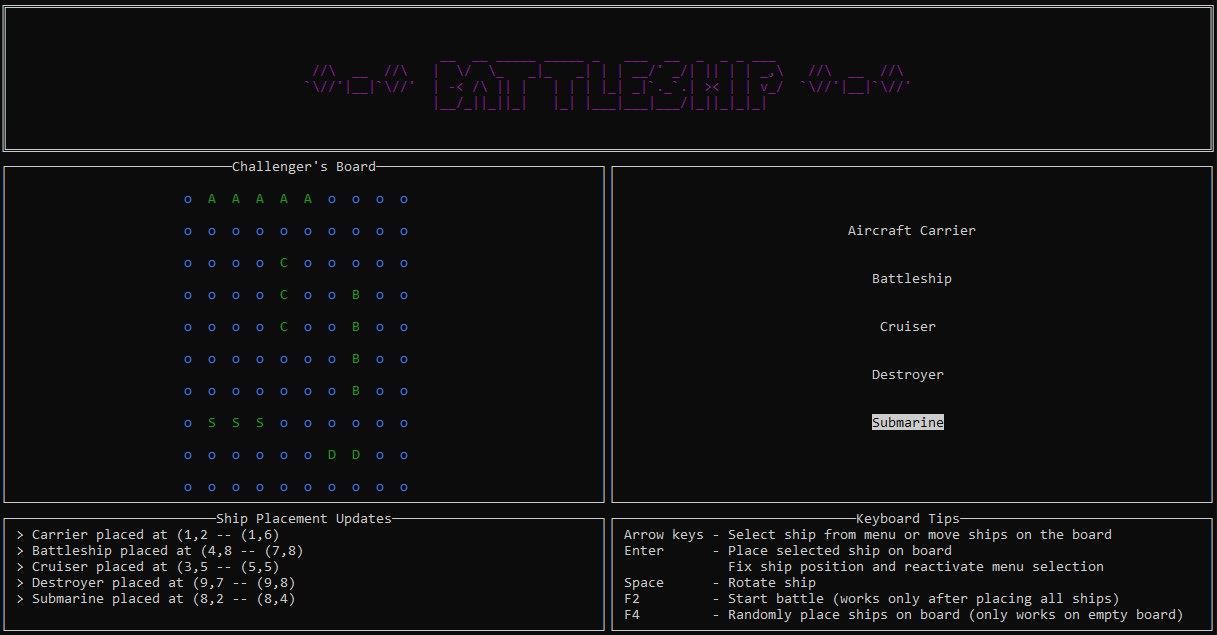 Challenger's Board
o A A A A A o o o o
o o o o o o o o o o
o o o o C o o o o o
o o o o C o o B o o
o o o o C o o B o o
o o o o o o o B o o
o o o o o o o B o o
o S S S o o o o o o
o o o o o o D D o o
o o o o o o o o o o
Aircraft Carrier
Battleship
Cruiser
Destroyer
Submarine
Ship Placement Updates
> Carrier placed at (1,2 -- (1,6)
> Battleship placed at (4,8 -- (7,8)
> Cruiser placed at (3,5 -- (5,5)
> Destroyer placed at (9,7 -- (9,8)
> Submarine placed at (8,2 -- (8,4)
Keyboard Tips
Arrow keys - Select ship from menu or move ships on the board
Enter - Place selected ship on board
Fix ship position and reactivate menu selection
Space - Rotate ship
F2 - Start battle (works only after placing all ships)
F4 - Randomly place ships on board (only works on empty board)